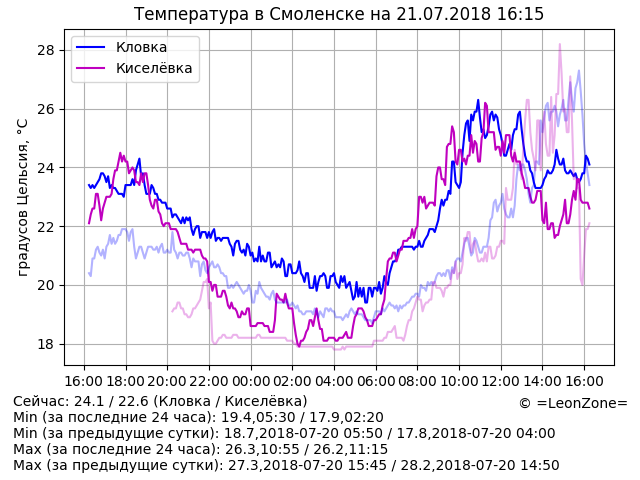 Температура в Смоленске на 21.07.2018 16:15
Кловка
Киселёвка
градусов Цельсия, °C
28
26
24
22
20
18
16:00 18:00 20:00 22:00 00:00 02:00 04:00 06:00 08:00 10:00 12:00 14:00 16:00
Сейчас: 24.1 / 22.6 (Кловка / Киселёвка)
© =LeonZone=
Min (за последние 24 часа): 19.4,05:30 / 17.9,02:20
Min (за предыдущие сутки): 18.7,2018-07-20 05:50 / 17.8,2018-07-20 04:00
Max (за последние 24 часа): 26.3,10:55 / 26.2,11:15
Max (за предыдущие сутки): 27.3,2018-07-20 15:45 / 28.2,2018-07-20 14:50